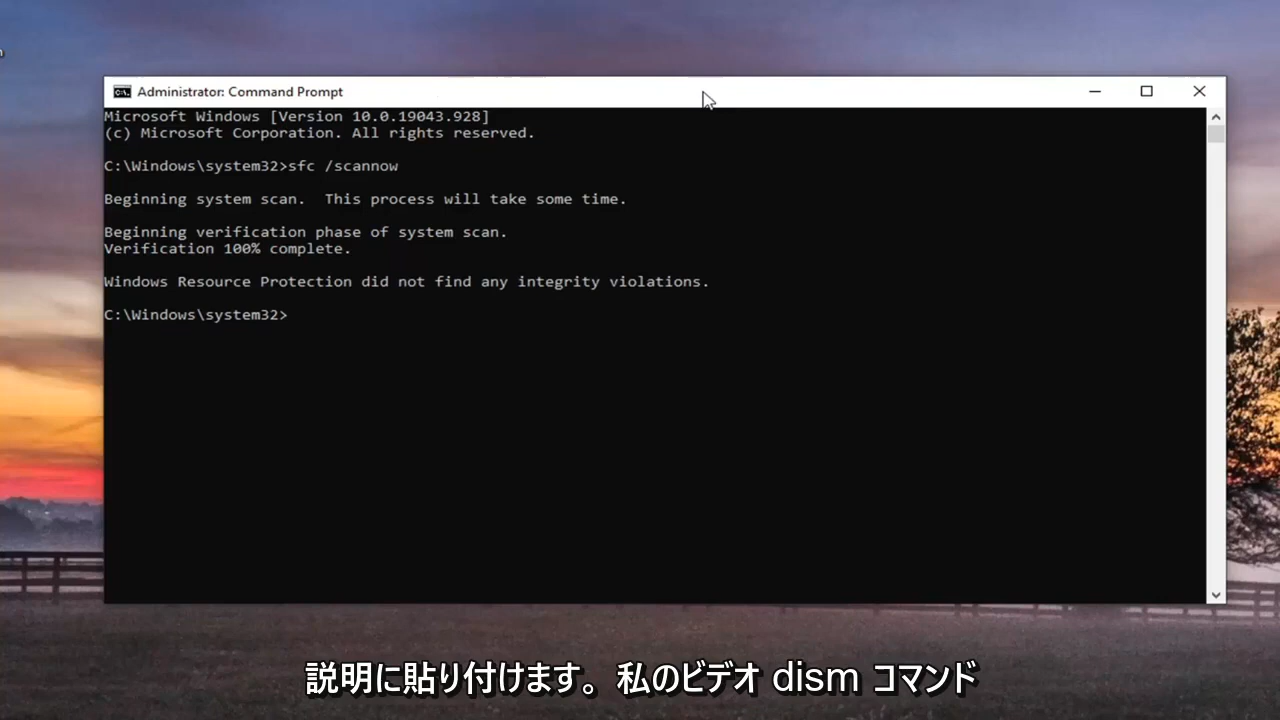 Administrator: Command Prompt
Microsoft Windows [Version 10.0.19043.928]
(c) Microsoft Corporation. All rights reserved.
C:\Windows\system32>sfc /scannow
Beginning system scan.  This process will take some time.
Beginning verification phase of system scan.
Verification 100% complete.
Windows Resource Protection did not find any integrity violations.
C:\Windows\system32>
説明に貼り付けます。私のビデオ dism コマンド